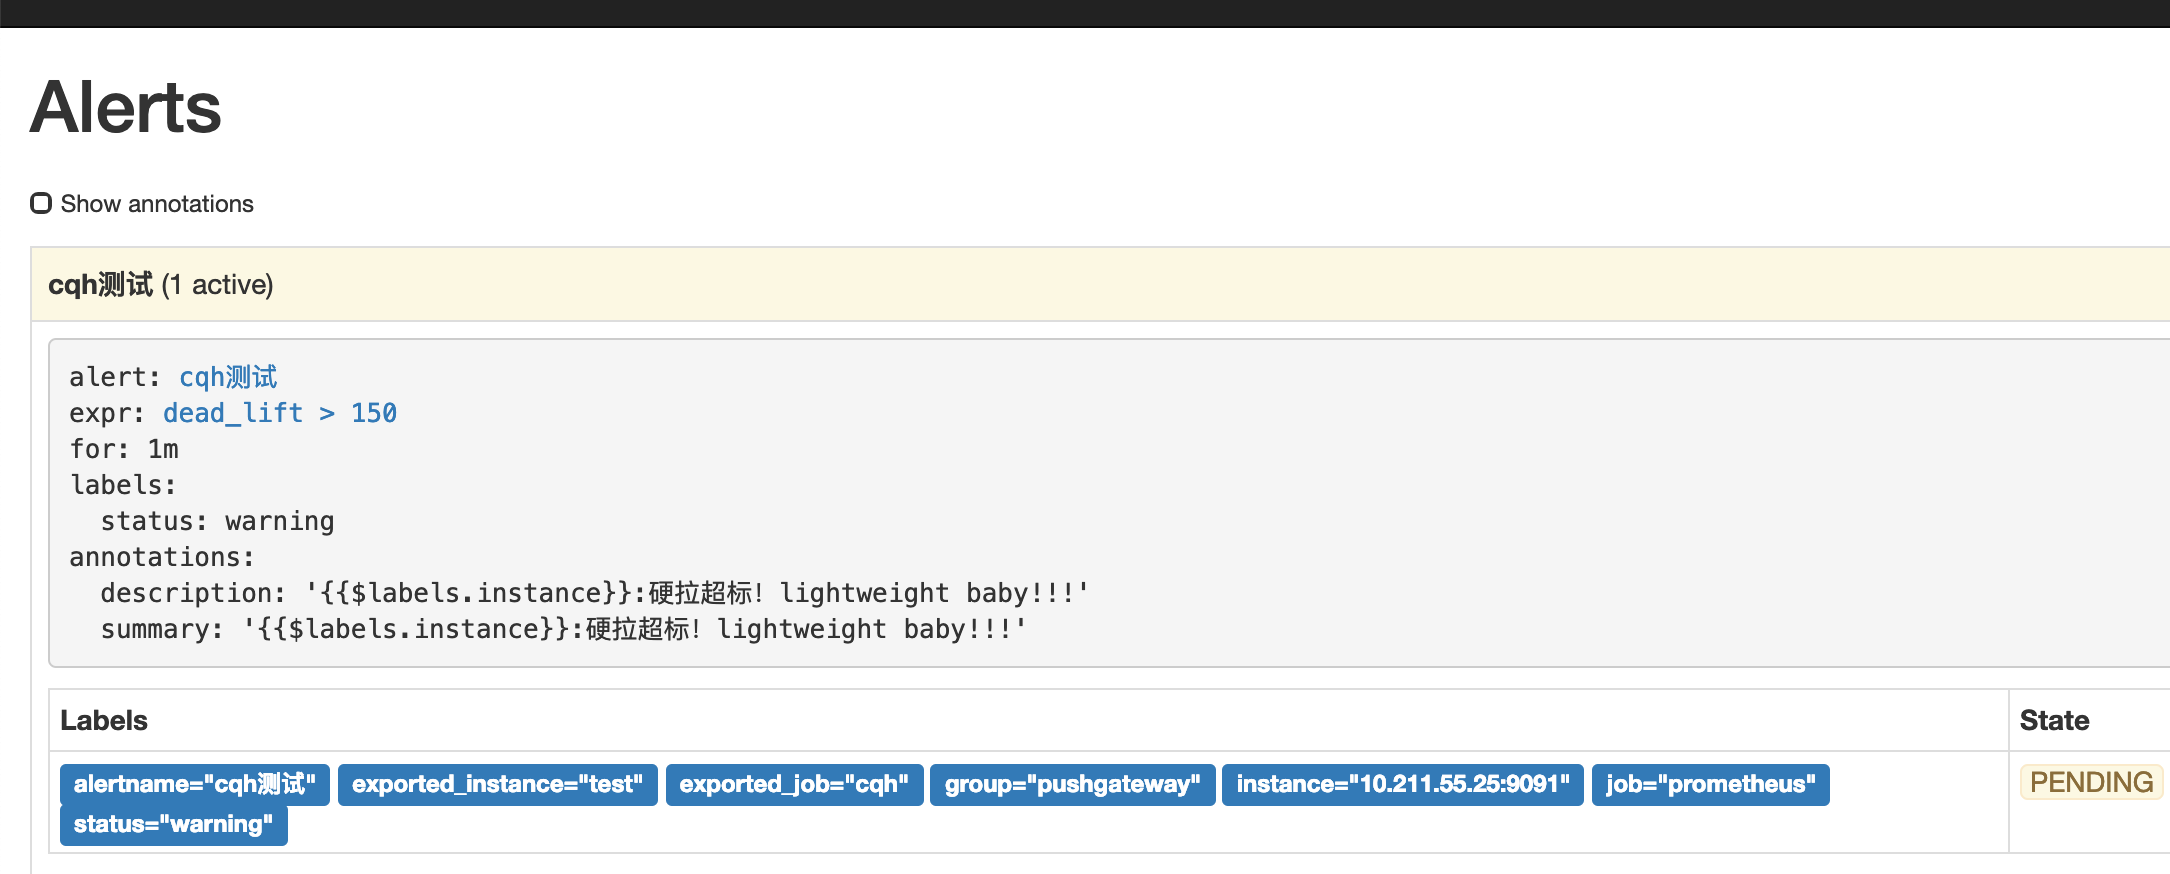 Alerts
Show annotations
cqh测试 (1 active)
alert: cqh测试
expr: dead_lift > 150
for: 1m
labels:
  status: warning
annotations:
  description: '{{$labels.instance}}:硬拉超标！lightweight baby!!!'
  summary: '{{$labels.instance}}:硬拉超标！lightweight baby!!!'
Labels State
alertname="cqh测试" exported_instance="test" exported_job="cqh" group="pushgateway" instance="10.211.55.25:9091" job="prometheus" PENDING
status="warning"